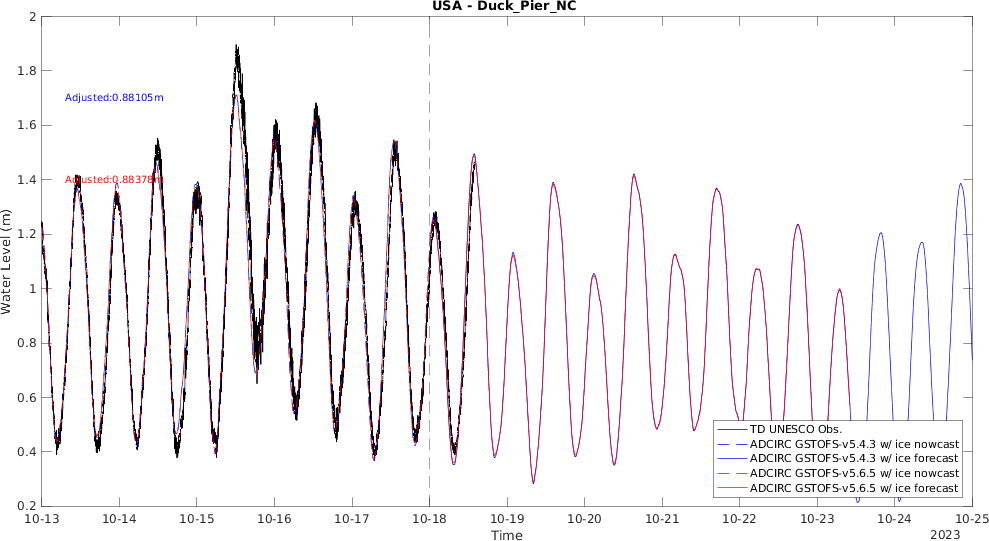 USA - Duck_Pier_NC
2
1.8
1.6
1.4
1.2
1
0.8
0.6
0.4
0.2
Water Level (m)
Adjusted:0.88105m
Adjusted:0.88378m
TD UNESCO Obs.
ADCIRC GSTOFS-v5.4.3 w/ ice nowcast
ADCIRC GSTOFS-v5.4.3 w/ ice forecast
ADCIRC GSTOFS-v5.6.5 w/ ice nowcast
ADCIRC GSTOFS-v5.6.5 w/ ice forecast
10-13 10-14 10-15 10-16 10-17 10-18 10-19 10-20 10-21 10-22 10-23 10-24 10-25
Time
2023